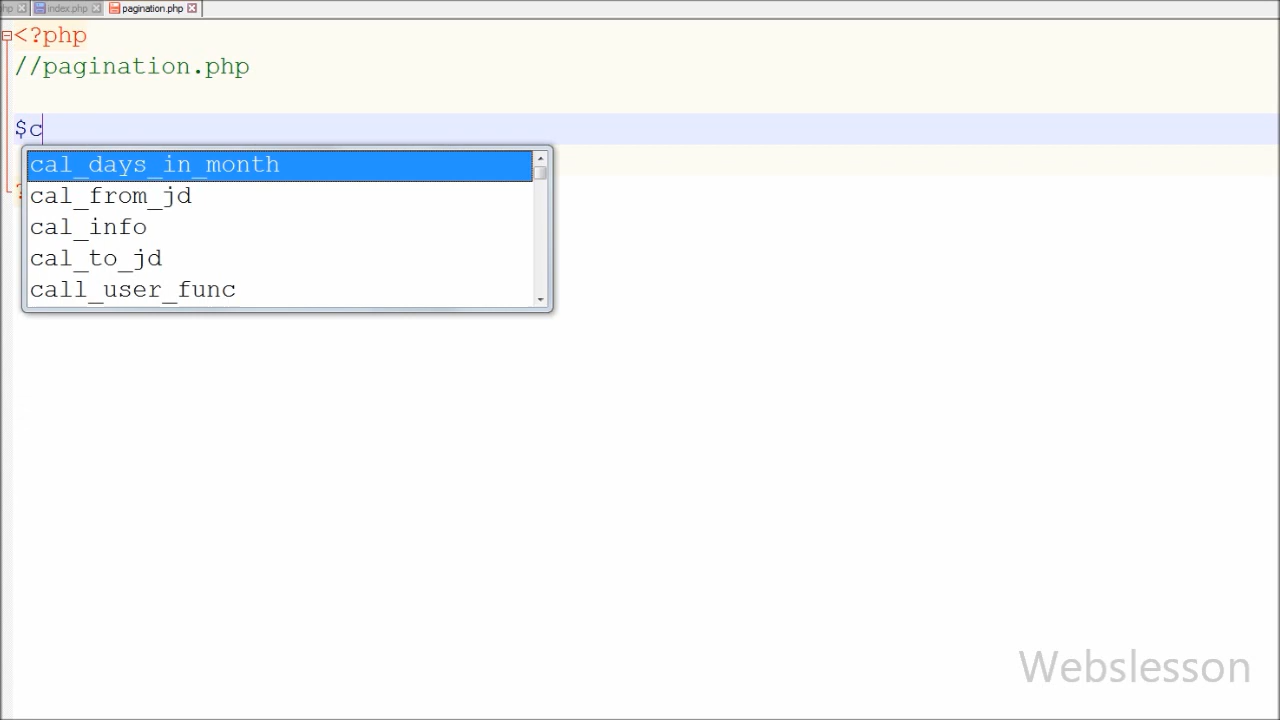 index.php pagination.php
<?php
//pagination.php
$c
cal_days_in_month
cal_from_jd
cal_info
cal_to_jd
call_user_func
Webslesson